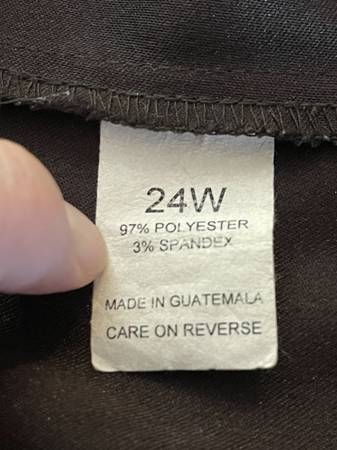 24W
97% POLYESTER
3% SPANDEX
MADE IN GUATEMALA
CARE ON REVERSE